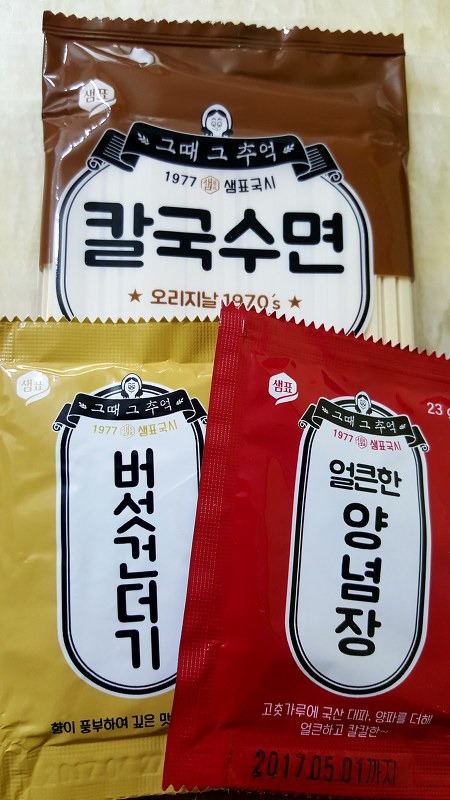 샘표
그때 그 추억
1977 샘표국시
칼국수면
★ 오리지날 1970's ★
샘표
그때 그 추억
1977 샘표국시
버섯건더기
향이 풍부하여 깊은 맛
샘표
23 g
그때 그 추억
1977 샘표국시
얼큰한
양념장
고춧가루에 국산 대파, 양파를 더해
얼큰하고 칼칼한~
2017.05.01까지